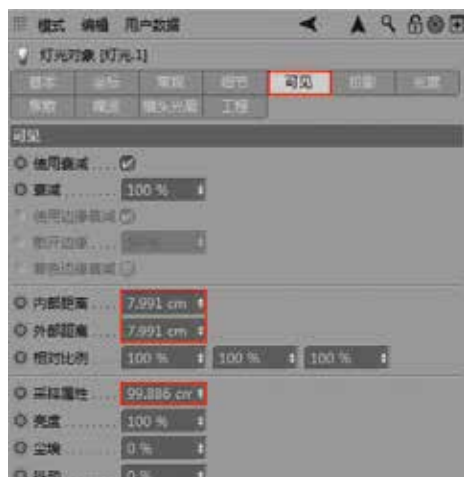 模式 编辑 用户数据
灯光对象 [灯光.1]
基本 坐标 常规 细节 可见 投影 光度
焦散 噪波 镜头光晕 工程
可见
使用衰减 ....
衰减 ........ 100 %
使用边缘衰减
散开边缘 ....
着色边缘衰减
内部距离 .... 7.991 cm
外部距离 .... 7.991 cm
相对比例 .... 100 % 100 % 100 %
采样属性 .... 99.886 cm
亮度 ........ 100 %
尘埃 ........ 0 %
抖动 ........ 0 %